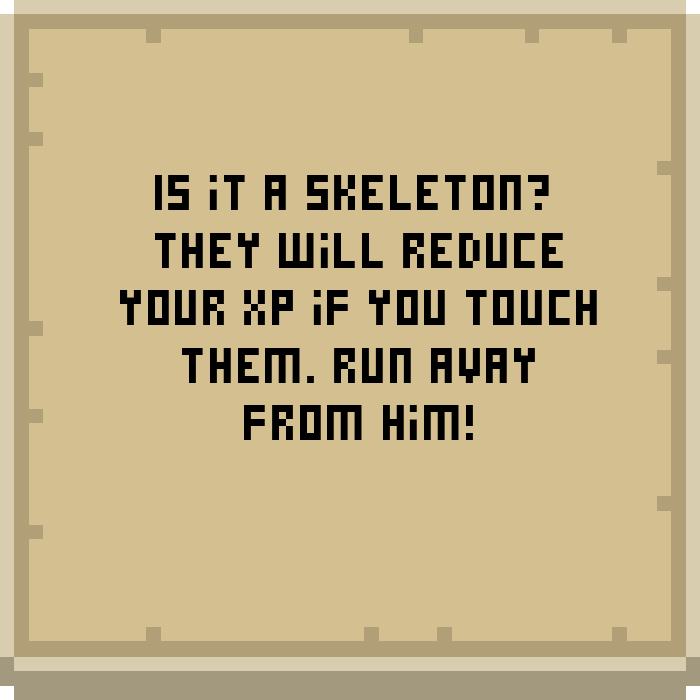 IS iT A SKELETON?
THEY WiLL REDUCE
YOUR XP iF YOU TOUCH
THEM. RUN AVAY
FROM HiM!